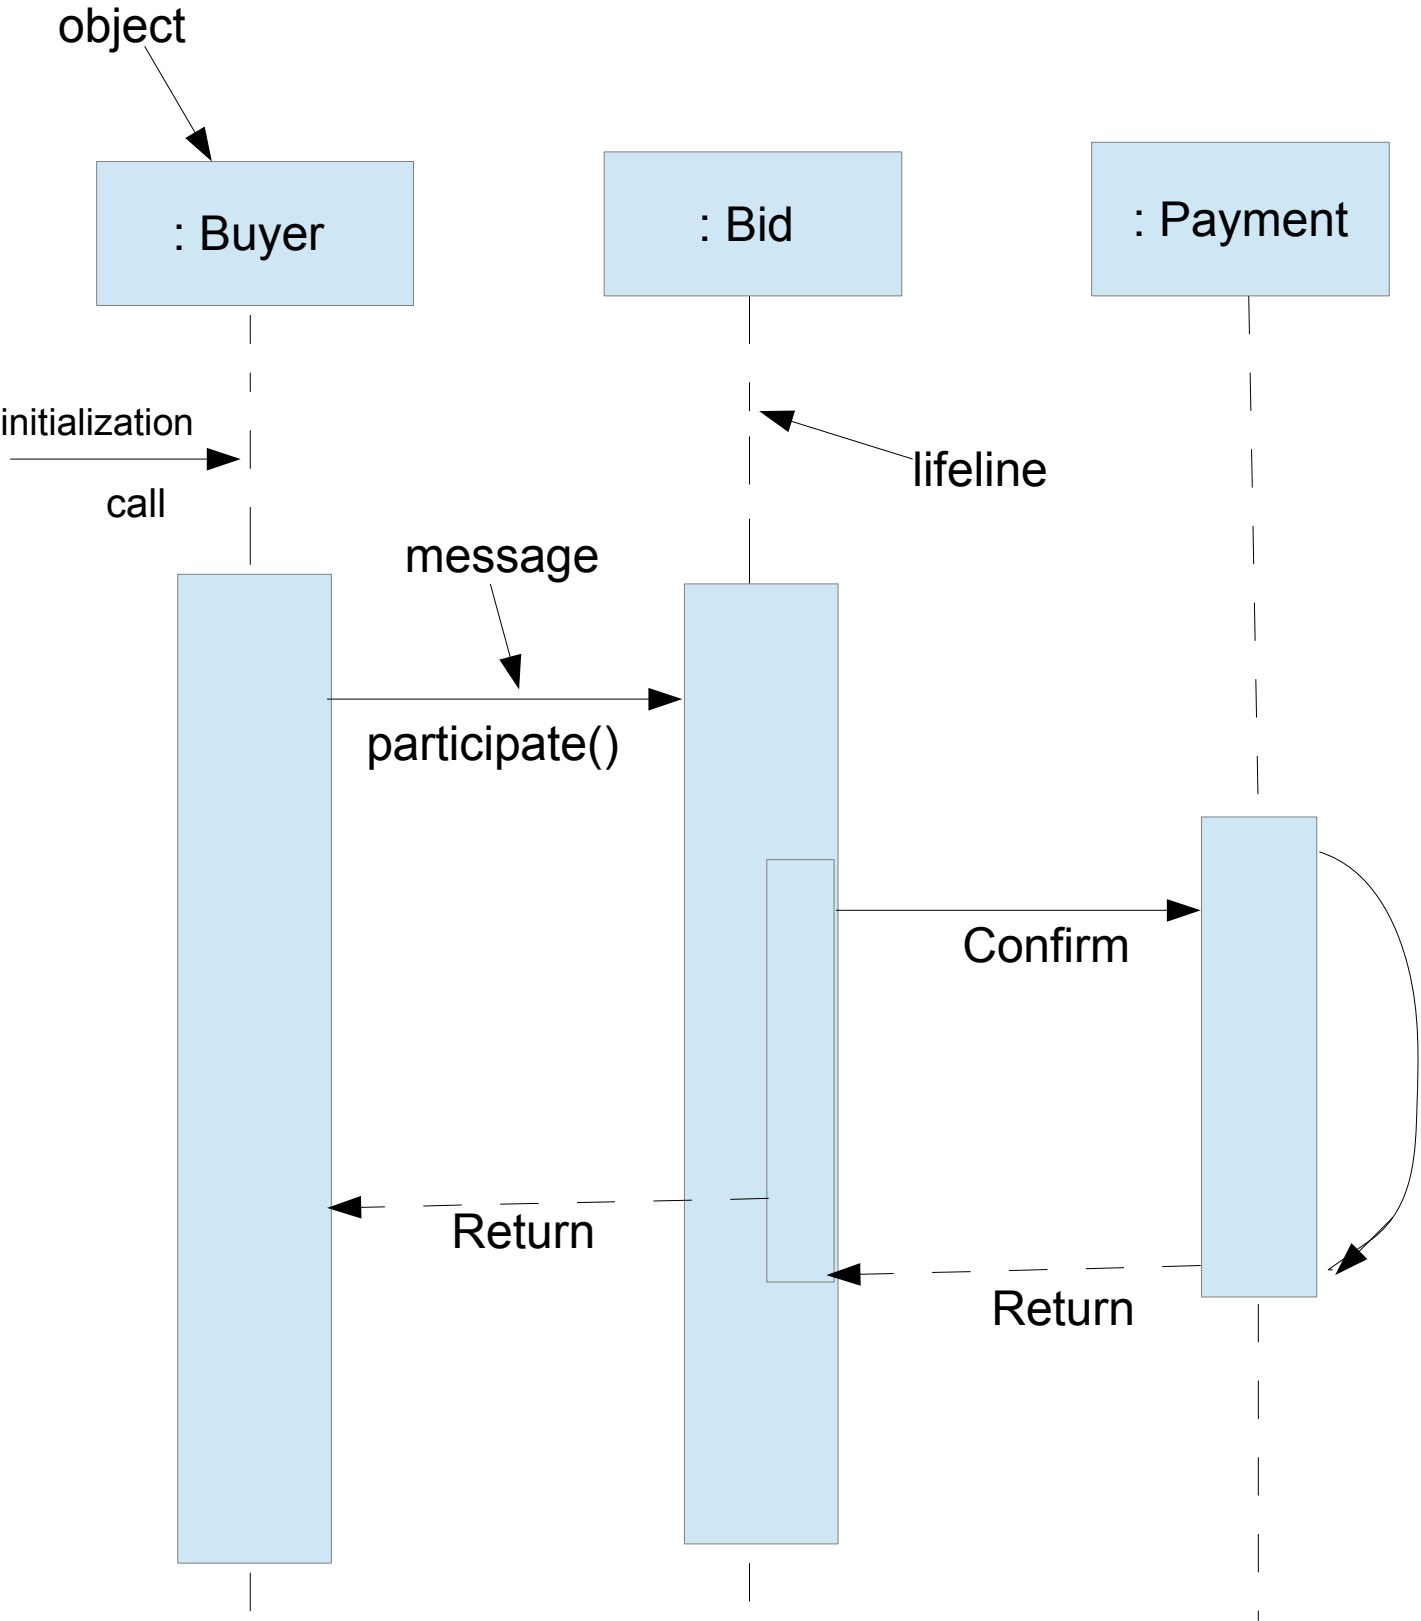 object
: Buyer
: Bid
: Payment
initialization
call
lifeline
message
participate()
Confirm
Return
Return